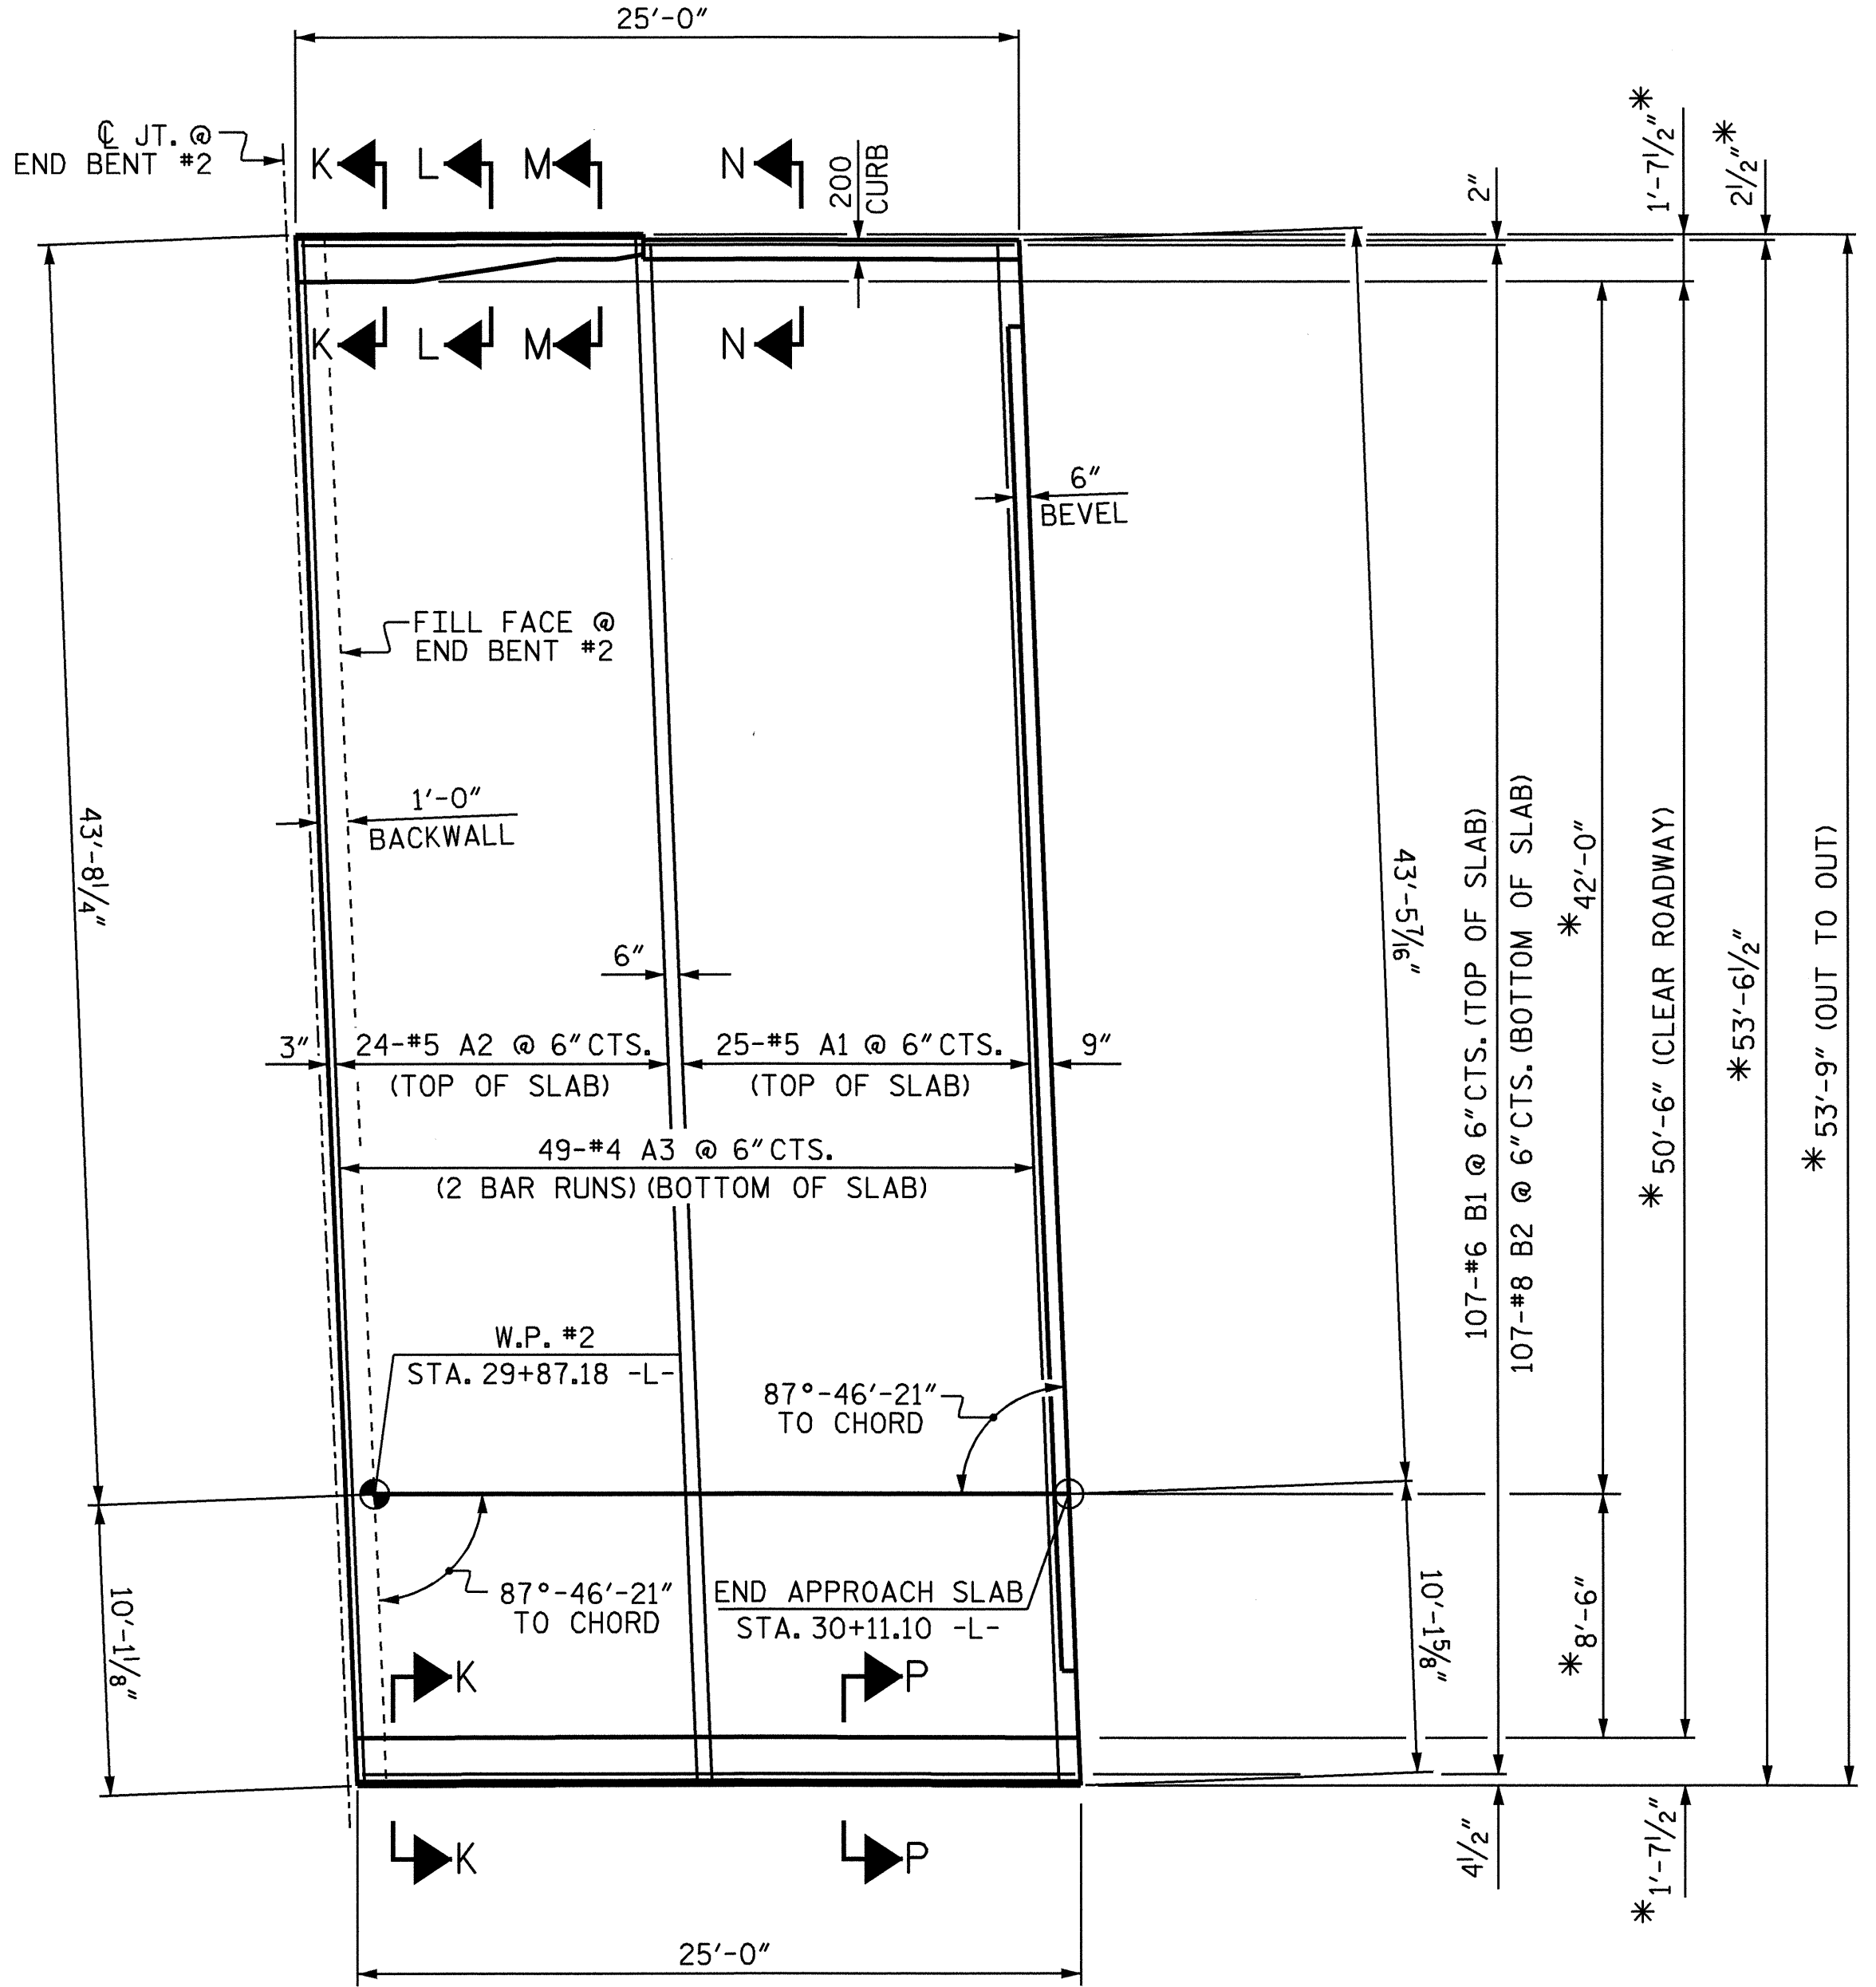 25′-0″
℄ JT. @
END BENT #2
K
L
M
N
200
CURB
2″
1′-7½″*
2½″*
K
L
M
N
6″
BEVEL
FILL FACE @
END BENT #2
1′-0″
BACKWALL
43′-8¼″
43′-5⁷⁄₁₆″
107-#6 B1 @ 6″ CTS. (TOP OF SLAB)
107-#8 B2 @ 6″ CTS. (BOTTOM OF SLAB)
*42′-0″
*50′-6″ (CLEAR ROADWAY)
*53′-6½″
*53′-9″ (OUT TO OUT)
6″
3″
24-#5 A2 @ 6″ CTS.
(TOP OF SLAB)
25-#5 A1 @ 6″ CTS.
(TOP OF SLAB)
9″
49-#4 A3 @ 6″ CTS.
(2 BAR RUNS) (BOTTOM OF SLAB)
W.P. #2
STA. 29+87.18 -L-
87°-46′-21″
TO CHORD
87°-46′-21″
TO CHORD
END APPROACH SLAB
STA. 30+11.10 -L-
10′-1⅛″
10′-1⅝″
*8′-6″
K
P
K
P
4½″
*1′-7½″
25′-0″